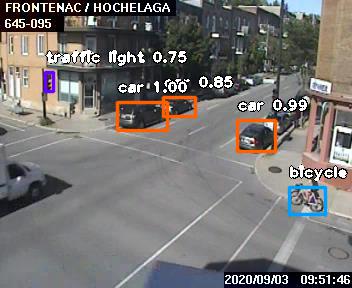 FRONTENAC / HOCHELAGA
645-095
traffic light 0.75
car 1.00
0.85
car 0.99
bicycle
2020/09/03 09:51:46